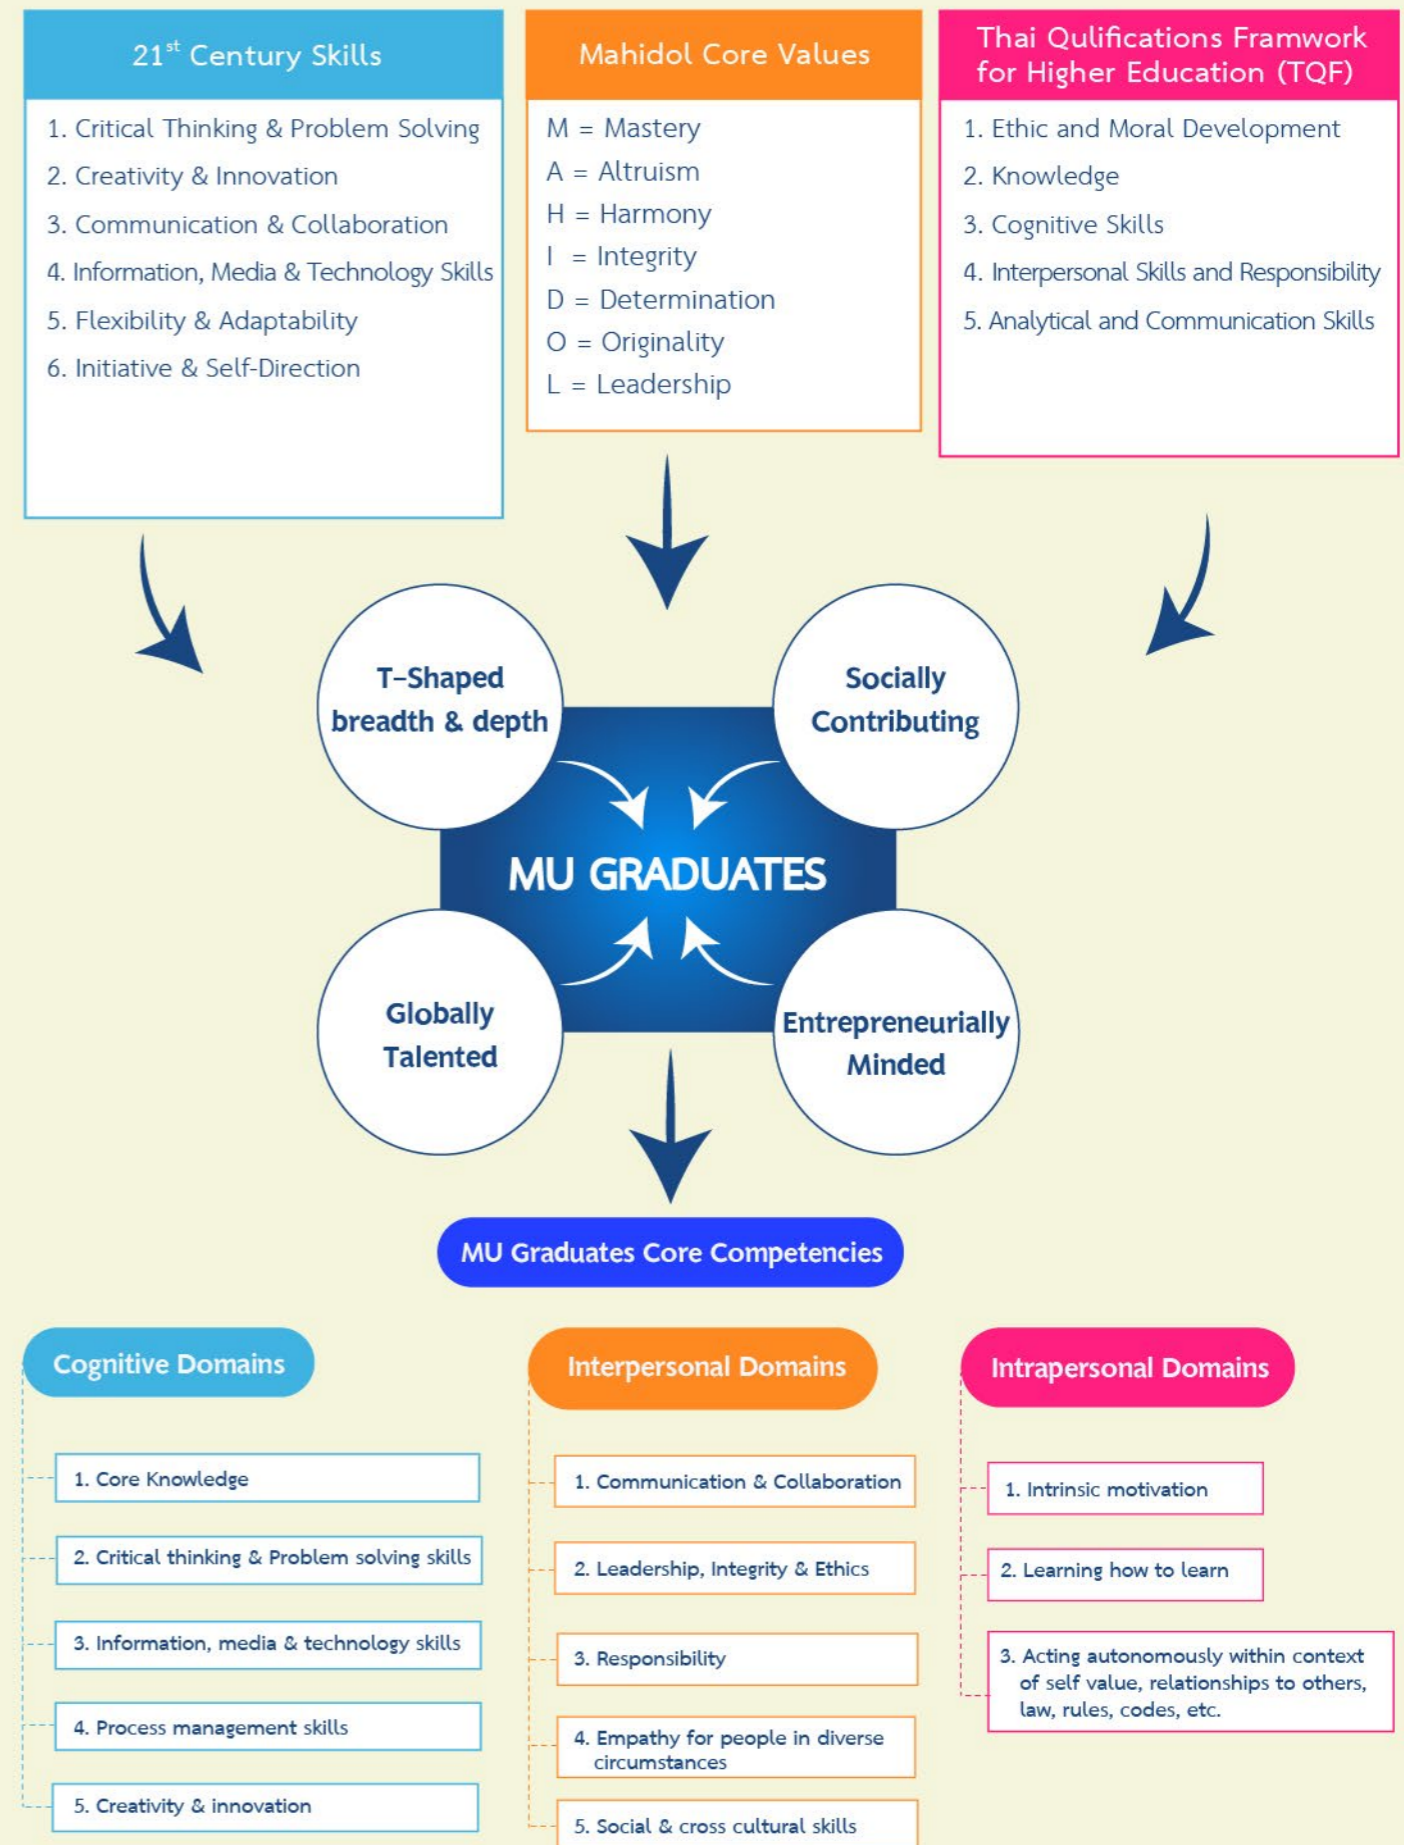 21st Century Skills
1. Critical Thinking & Problem Solving
2. Creativity & Innovation
3. Communication & Collaboration
4. Information, Media & Technology Skills
5. Flexibility & Adaptability
6. Initiative & Self-Direction
Mahidol Core Values
M = Mastery
A = Altruism
H = Harmony
I = Integrity
D = Determination
O = Originality
L = Leadership
Thai Qulifications Framwork
for Higher Education (TQF)
1. Ethic and Moral Development
2. Knowledge
3. Cognitive Skills
4. Interpersonal Skills and Responsibility
5. Analytical and Communication Skills
T-Shaped
breadth & depth
Socially
Contributing
MU GRADUATES
Globally
Talented
Entrepreneurially
Minded
MU Graduates Core Competencies
Cognitive Domains
1. Core Knowledge
2. Critical thinking & Problem solving skills
3. Information, media & technology skills
4. Process management skills
5. Creativity & innovation
Interpersonal Domains
1. Communication & Collaboration
2. Leadership, Integrity & Ethics
3. Responsibility
4. Empathy for people in diverse
circumstances
5. Social & cross cultural skills
Intrapersonal Domains
1. Intrinsic motivation
2. Learning how to learn
3. Acting autonomously within context
of self value, relationships to others,
law, rules, codes, etc.